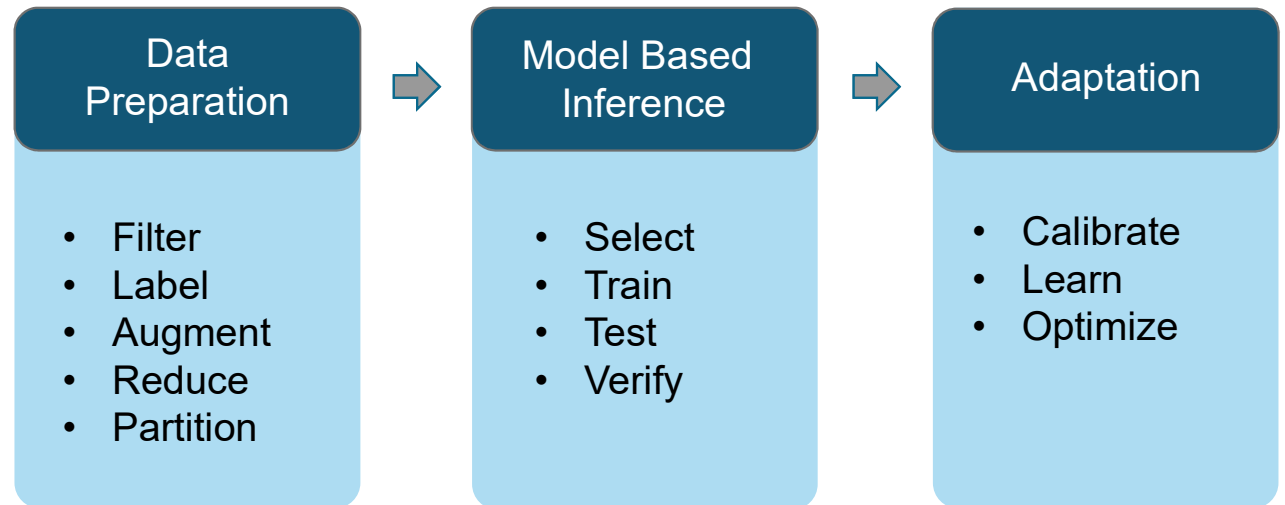 Data
Preparation
• Filter
• Label
• Augment
• Reduce
• Partition
Model Based
Inference
• Select
• Train
• Test
• Verify
Adaptation
• Calibrate
• Learn
• Optimize